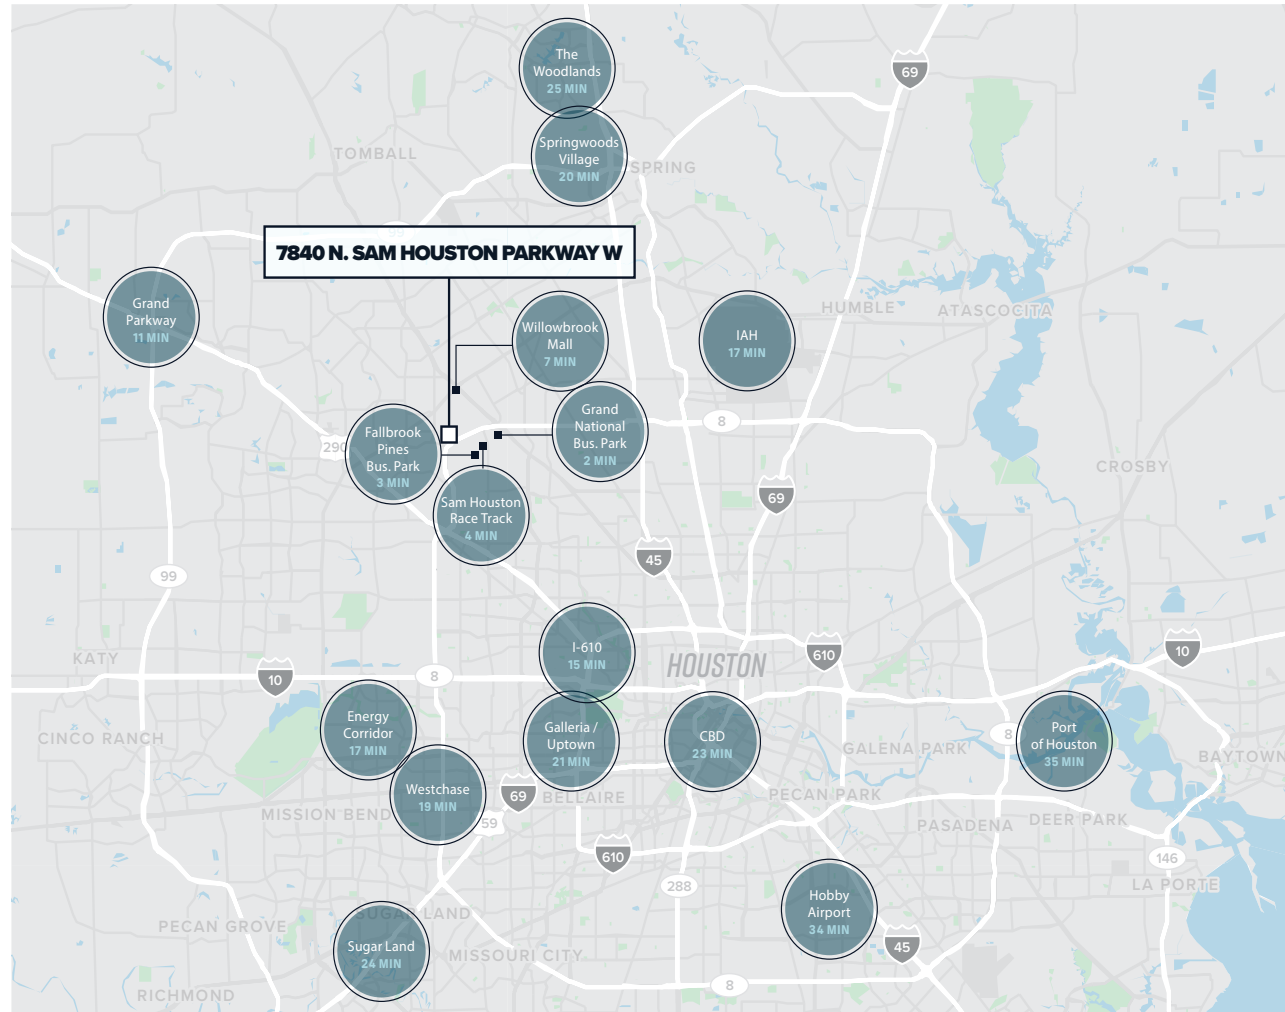 The
Woodlands
25 MIN
69
TOMBALL
Springwoods
Village
20 MIN
SPRING
99
7840 N. SAM HOUSTON PARKWAY W
Grand
Parkway
11 MIN
Willowbrook
Mall
7 MIN
IAH
17 MIN
HUMBLE
ATASCOCITA
Grand
National
Bus. Park
2 MIN
8
290
Fallbrook
Pines
Bus. Park
3 MIN
CROSBY
69
Sam Houston
Race Track
4 MIN
45
99
I-610
15 MIN
HOUSTON
610
10
KATY
10
8
Energy
Corridor
17 MIN
Galleria /
Uptown
21 MIN
CBD
23 MIN
CINCO RANCH
GALENA PARK
8
Port
of Houston
35 MIN
BAYTOWN
Westchase
19 MIN
69
BELLAIRE
PECAN PARK
MISSION BEND
59
PASADENA
DEER PARK
610
146
288
LA PORTE
Hobby
Airport
34 MIN
SUGAR LAND
PECAN GROVE
Sugar Land
24 MIN
MISSOURI CITY
45
8
RICHMOND